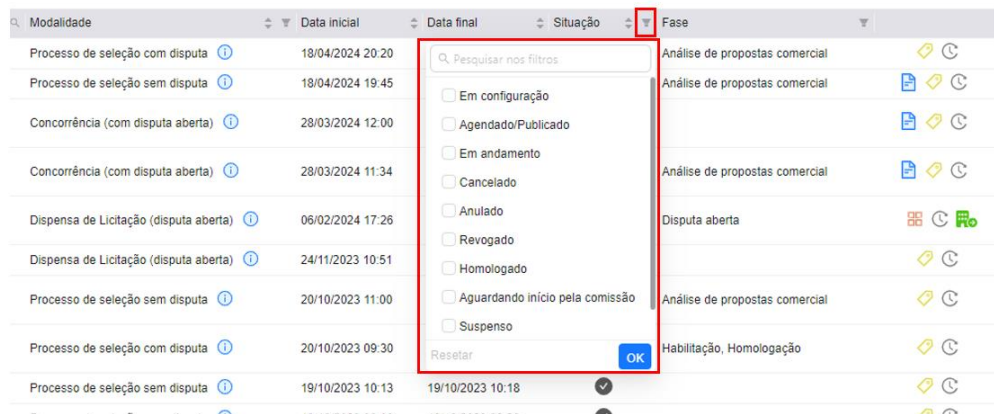 Modalidade Data inicial Data final Situação Fase
Processo de seleção com disputa 18/04/2024 20:20 Análise de propostas comercial
Pesquisar nos filtros
Processo de seleção sem disputa 18/04/2024 19:45 Análise de propostas comercial
Em configuração
Concorrência (com disputa aberta) 28/03/2024 12:00
Agendado/Publicado
Em andamento
Concorrência (com disputa aberta) 28/03/2024 11:34 Análise de propostas comercial
Cancelado
Anulado
Dispensa de Licitação (disputa aberta) 06/02/2024 17:26 Disputa aberta
Revogado
Dispensa de Licitação (disputa aberta) 24/11/2023 10:51
Homologado
Processo de seleção sem disputa 20/10/2023 11:00 Análise de propostas comercial
Aguardando início pela comissão
Suspenso
Processo de seleção com disputa 20/10/2023 09:30 Habilitação, Homologação
Resetar OK
Processo de seleção sem disputa 19/10/2023 10:13 19/10/2023 10:18